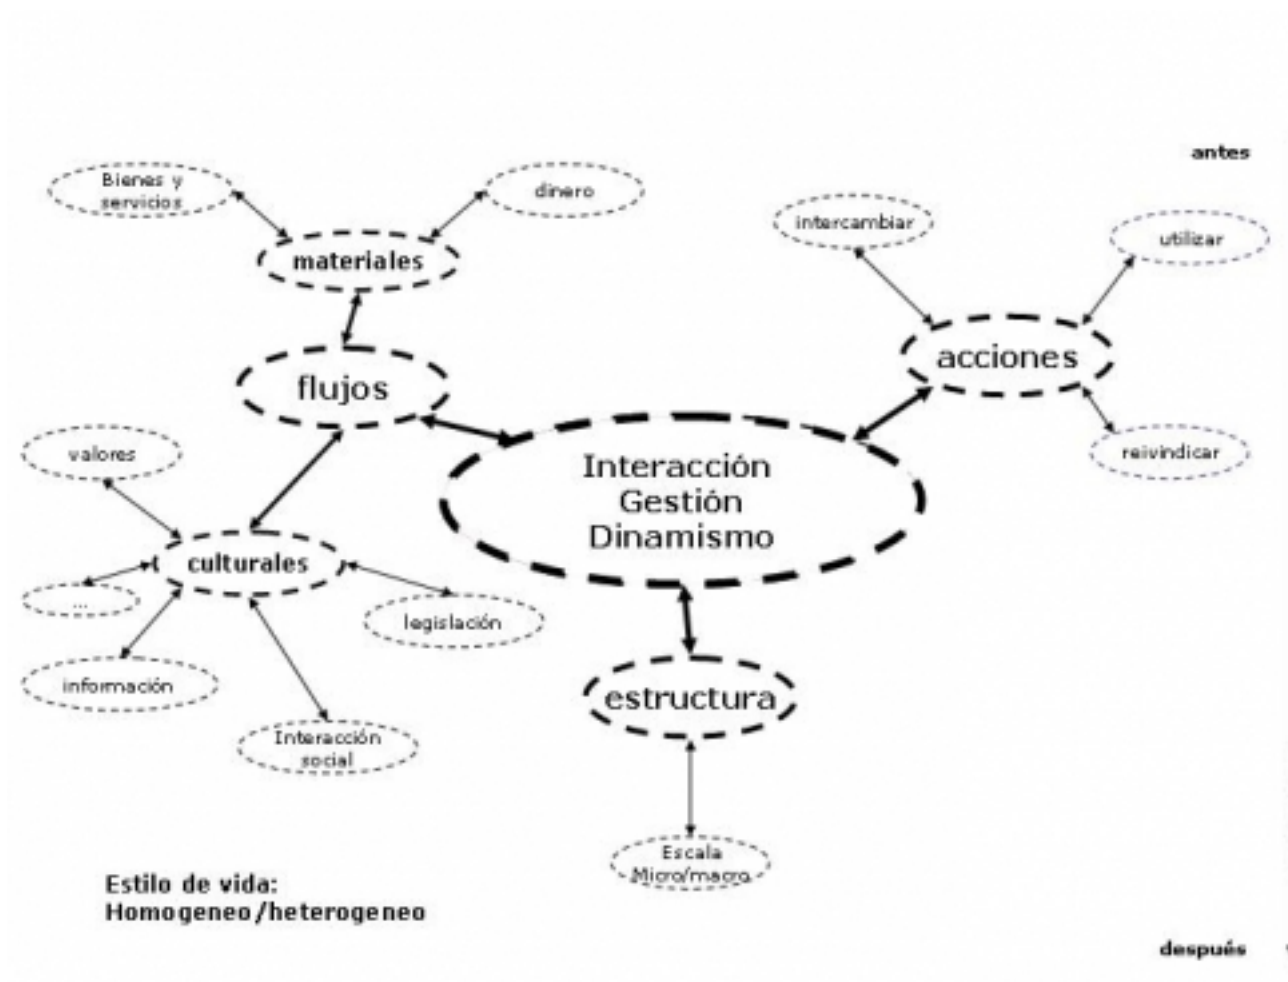 antes
Bienes y
servicios
dinero
intercambiar
utilizar
materiales
acciones
flujos
valores
reivindicar
Interacción
Gestión
Dinamismo
culturales
...
legislación
información
estructura
Interacción
social
Escala
Micro/macro
Estilo de vida:
Homogeneo/heterogeneo
después